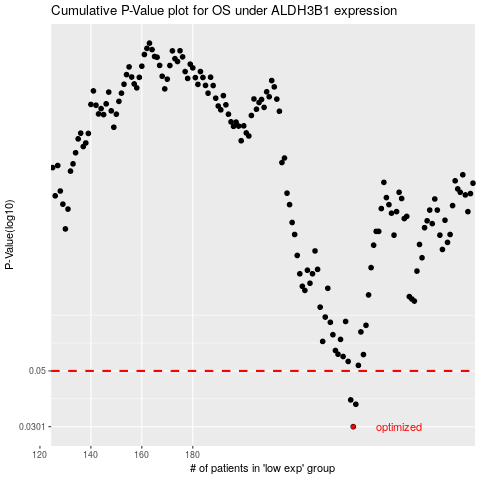 Cumulative P-Value plot for OS under ALDH3B1 expression
P-Value(log10)
0.05
0.0301
optimized
120 140 160 180
# of patients in 'low exp' group